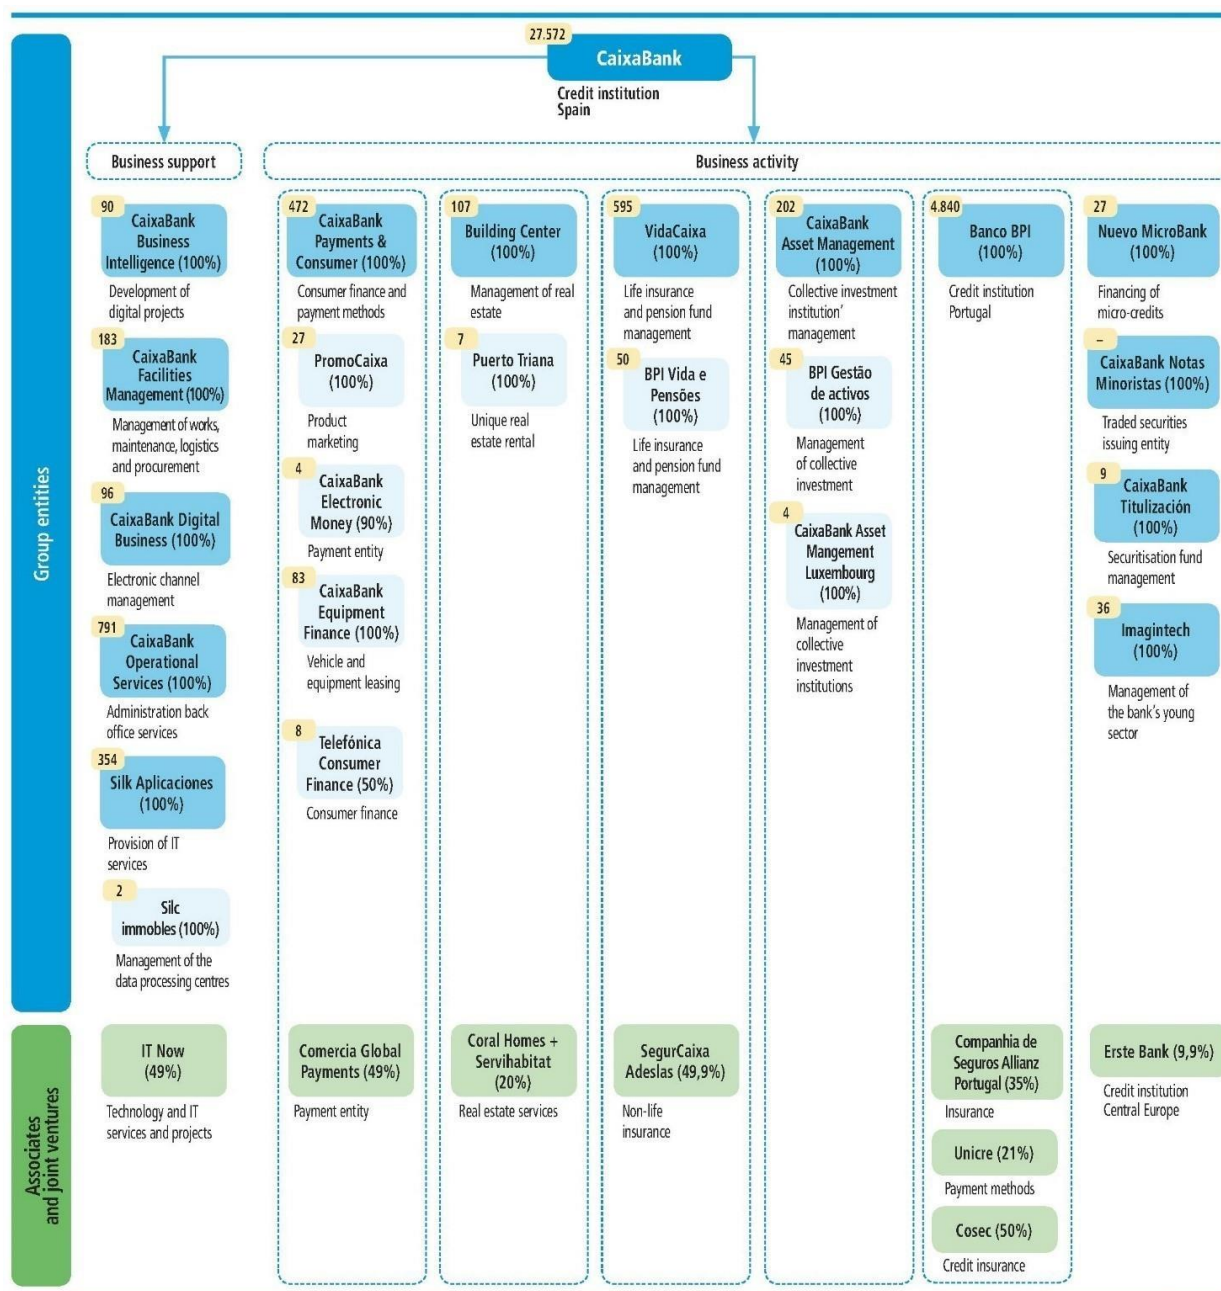 27.572
CaixaBank
Credit institution
Spain
Business support
Business activity
Group entities
90
CaixaBank
Business
Intelligence (100%)
Development of
digital projects
183
CaixaBank
Facilities
Management (100%)
Management of works,
maintenance, logistics
and procurement
96
CaixaBank Digital
Business (100%)
Electronic channel
management
791
CaixaBank
Operational
Services (100%)
Administration back
office services
354
Silk Aplicaciones
(100%)
Provision of IT
services
2
Silc
immobles (100%)
Management of the
data processing centres
472
CaixaBank
Payments &
Consumer (100%)
Consumer finance and
payment methods
27
PromoCaixa
(100%)
Product
marketing
4
CaixaBank
Electronic
Money (90%)
Payment entity
83
CaixaBank
Equipment
Finance (100%)
Vehicle and
equipment leasing
8
Telefónica
Consumer
Finance (50%)
Consumer finance
107
Building Center
(100%)
Management of real
estate
7
Puerto Triana
(100%)
Unique real
estate rental
595
VidaCaixa
(100%)
Life insurance
and pension fund
management
50
BPI Vida e
Pensões
(100%)
Life insurance
and pension fund
management
202
CaixaBank
Asset Management
(100%)
Collective investment
institution’
management
45
BPI Gestão
de activos
(100%)
Management
of collective
investment
4
CaixaBank Asset
Mangement
Luxembourg
(100%)
Management of
collective
investment
institutions
4.840
Banco BPI
(100%)
Credit institution
Portugal
27
Nuevo MicroBank
(100%)
Financing of
micro-credits
–
CaixaBank Notas
Minoristas (100%)
Traded securities
issuing entity
9
CaixaBank
Titulización
(100%)
Securitisation fund
management
36
Imagintech
(100%)
Management of
the bank’s young
sector
Associates
and joint ventures
IT Now
(49%)
Technology and IT
services and projects
Comercia Global
Payments (49%)
Payment entity
Coral Homes +
Servihabitat
(20%)
Real estate services
SegurCaixa
Adeslas (49,9%)
Non-life
insurance
Companhia de
Seguros Allianz
Portugal (35%)
Insurance
Unicre (21%)
Payment methods
Cosec (50%)
Credit insurance
Erste Bank (9,9%)
Credit institution
Central Europe